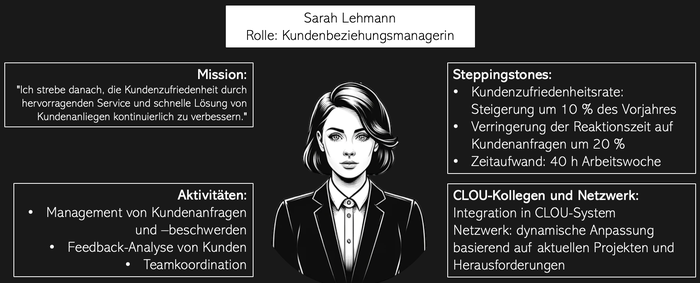 Sarah Lehmann
Rolle: Kundenbeziehungsmanagerin
Mission:
"Ich strebe danach, die Kundenzufriedenheit durch
hervorragenden Service und schnelle Lösung von
Kundenanliegen kontinuierlich zu verbessern."
Aktivitäten:
• Management von Kundenanfragen
und –beschwerden
• Feedback-Analyse von Kunden
• Teamkoordination
Steppingstones:
• Kundenzufriedenheitsrate:
Steigerung um 10 % des Vorjahres
• Verringerung der Reaktionszeit auf
Kundenanfragen um 20 %
• Zeitaufwand: 40 h Arbeitswoche
CLOU-Kollegen und Netzwerk:
Integration in CLOU-System
Netzwerk: dynamische Anpassung
basierend auf aktuellen Projekten und
Herausforderungen